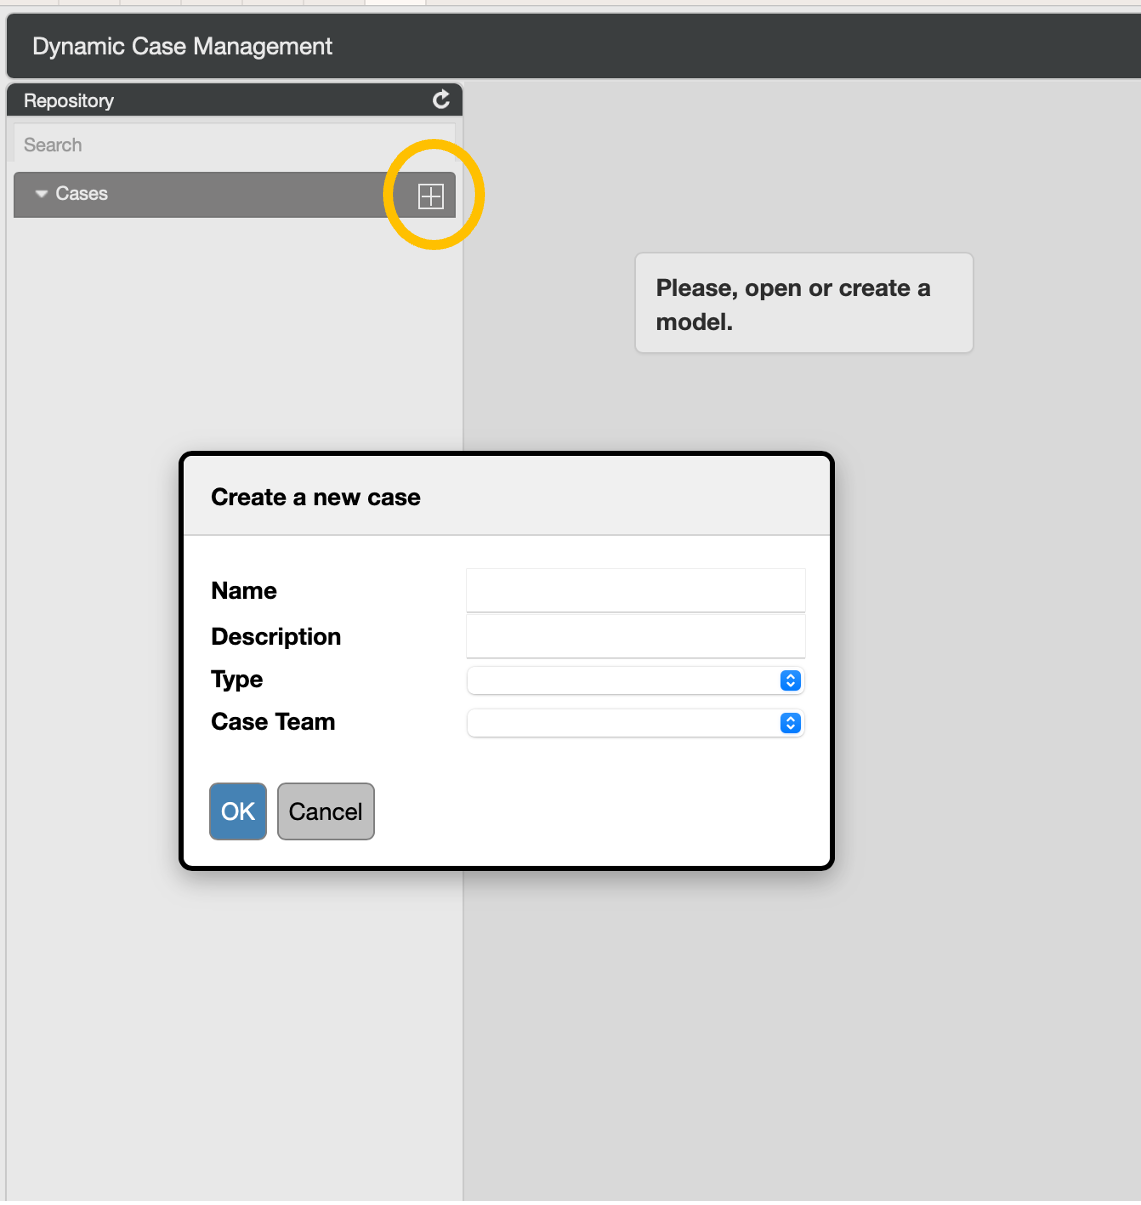 Dynamic Case Management
Repository
Search
Cases
Please, open or create a
model.
Create a new case
Name
Description
Type
Case Team
OK
Cancel